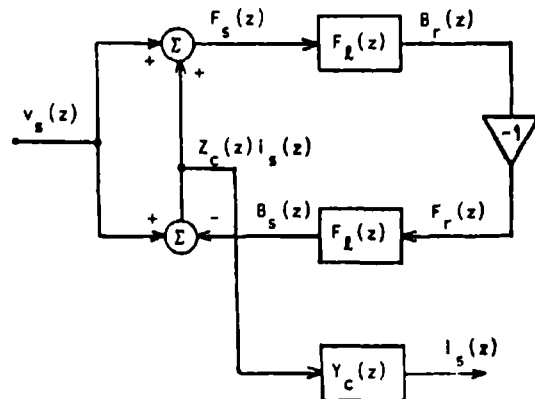 F_s(z)
B_r(z)
Σ
F_ℓ(z)
+
+
v_s(z)
-1
Z_c(z)i_s(z)
B_s(z)
F_r(z)
+
-
Σ
F_ℓ(z)
I_s(z)
Y_c(z)